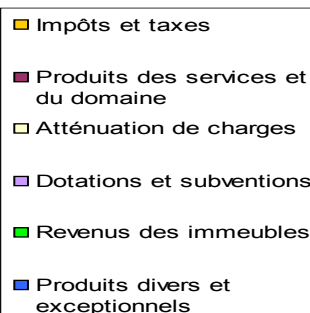 Impôts et taxes
Produits des services et
du domaine
Atténuation de charges
Dotations et subventions
Revenus des immeubles
Produits divers et
exceptionnels